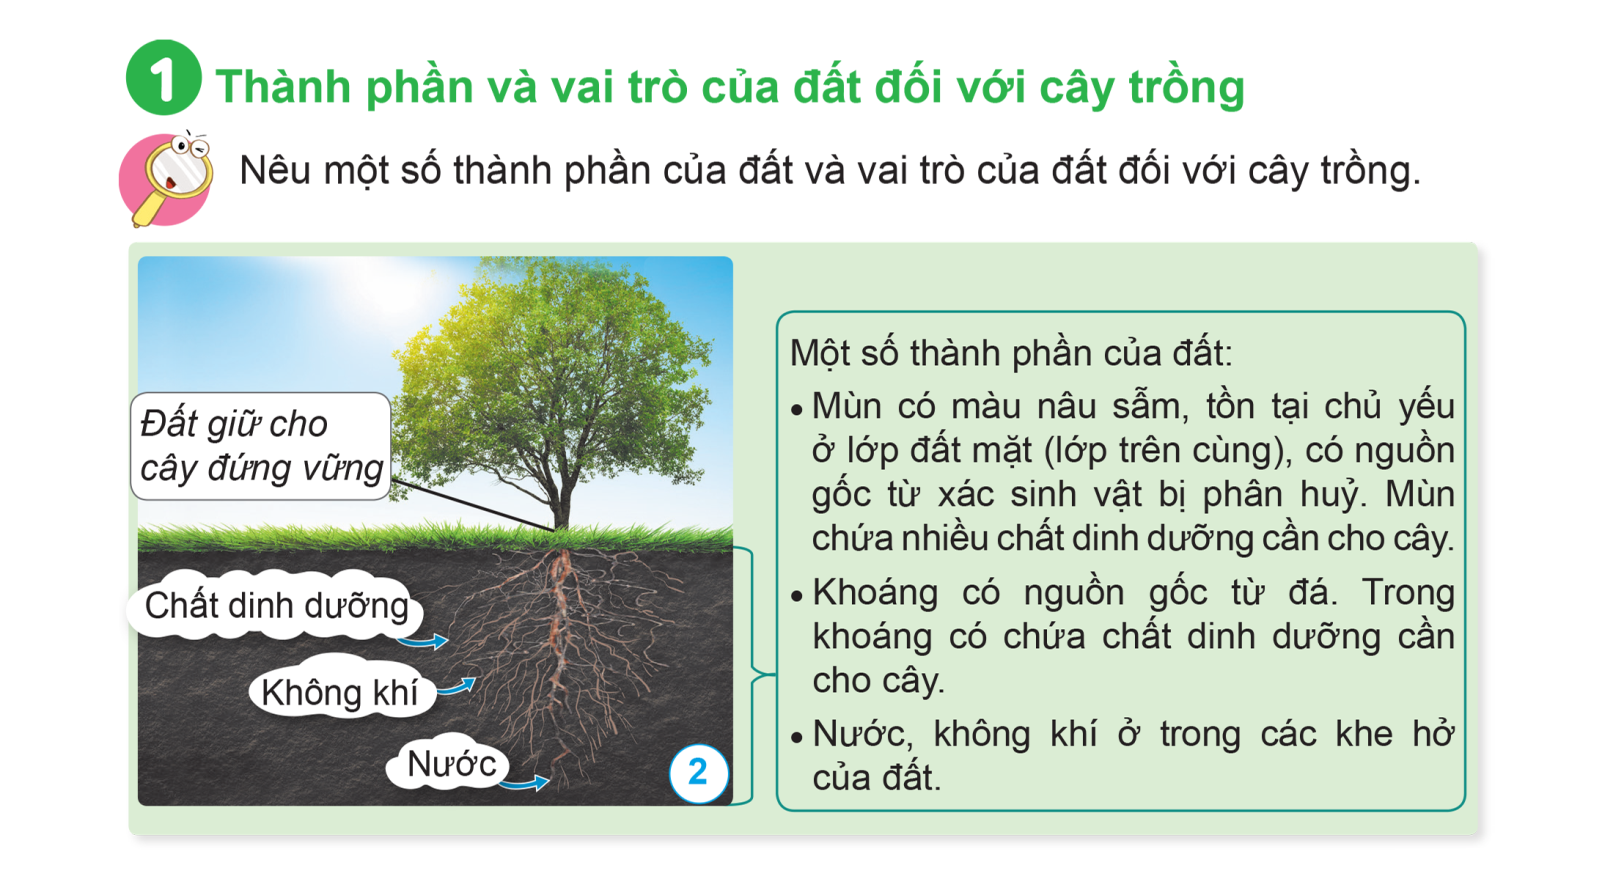 1 Thành phần và vai trò của đất đối với cây trồng
Nêu một số thành phần của đất và vai trò của đất đối với cây trồng.
Đất giữ cho
cây đứng vững
Chất dinh dưỡng
Không khí
Nước
2
Một số thành phần của đất:
• Mùn có màu nâu sẫm, tồn tại chủ yếu
ở lớp đất mặt (lớp trên cùng), có nguồn
gốc từ xác sinh vật bị phân huỷ. Mùn
chứa nhiều chất dinh dưỡng cần cho cây.
• Khoáng có nguồn gốc từ đá. Trong
khoáng có chứa chất dinh dưỡng cần
cho cây.
• Nước, không khí ở trong các khe hở
của đất.